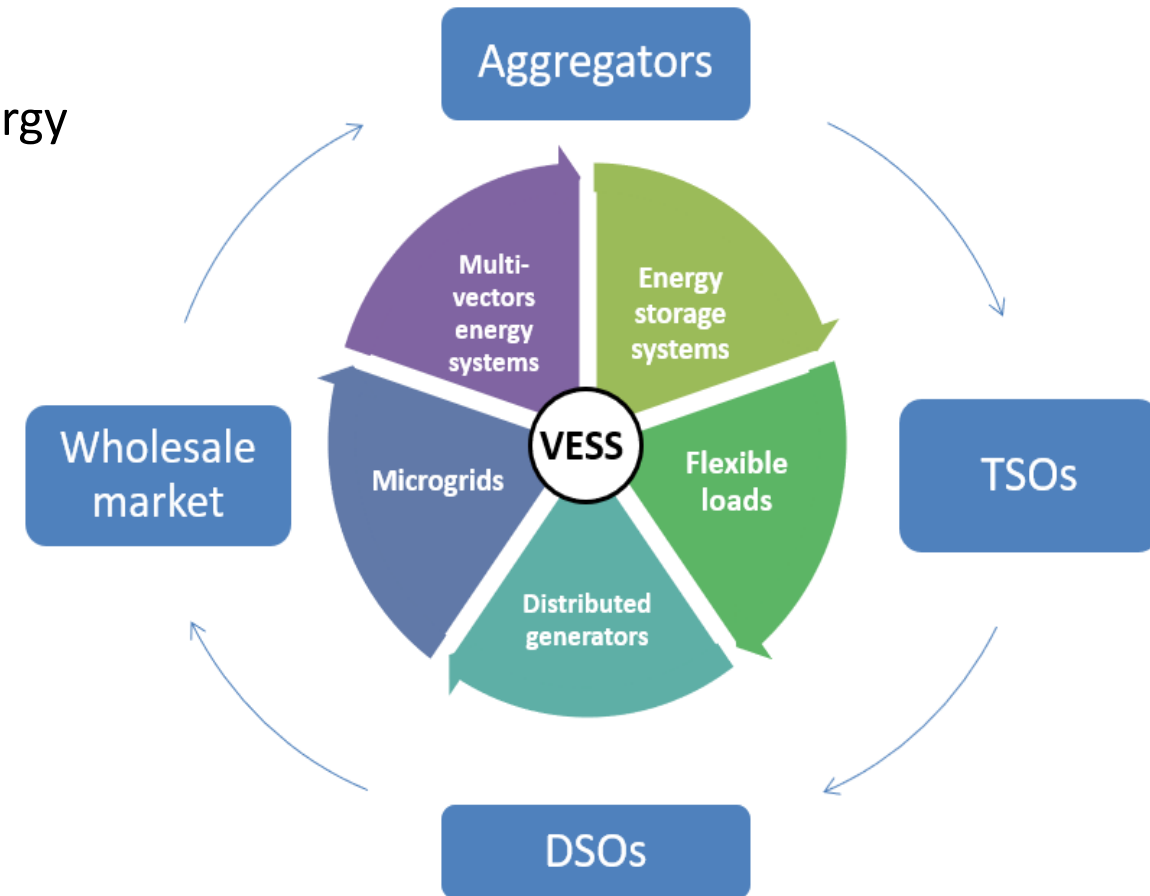 Aggregators
rgy
Multi-
vectors
energy
systems
Energy
storage
systems
Wholesale
market
Microgrids
VESS
Flexible
loads
TSOs
Distributed
generators
DSOs